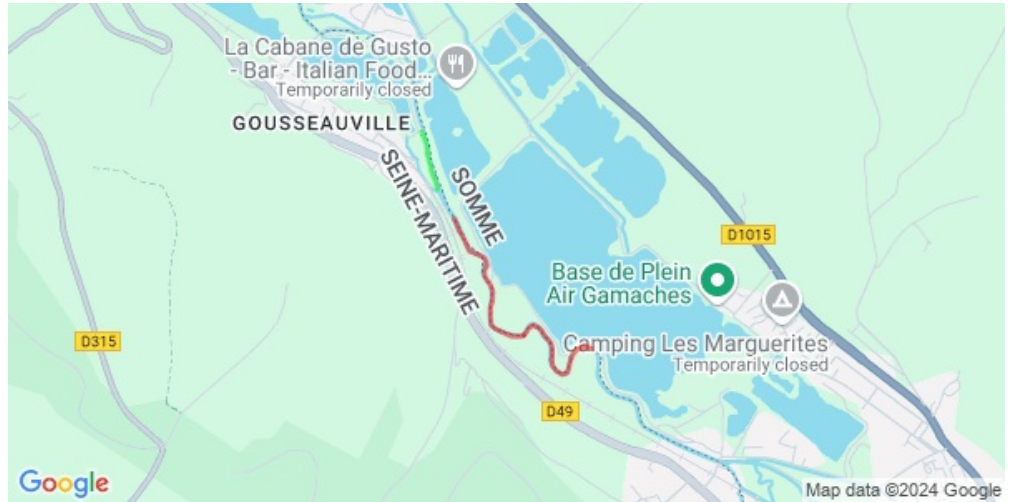 La Cabane de Gusto
- Bar - Italian Food...
Temporarily closed
GOUSSEAUVILLE
SEINE-MARITIME
SOMME
D1015
Base de Plein
Air Gamaches
Camping Les Marguerites
Temporarily closed
D315
D49
Google
Map data ©2024 Google